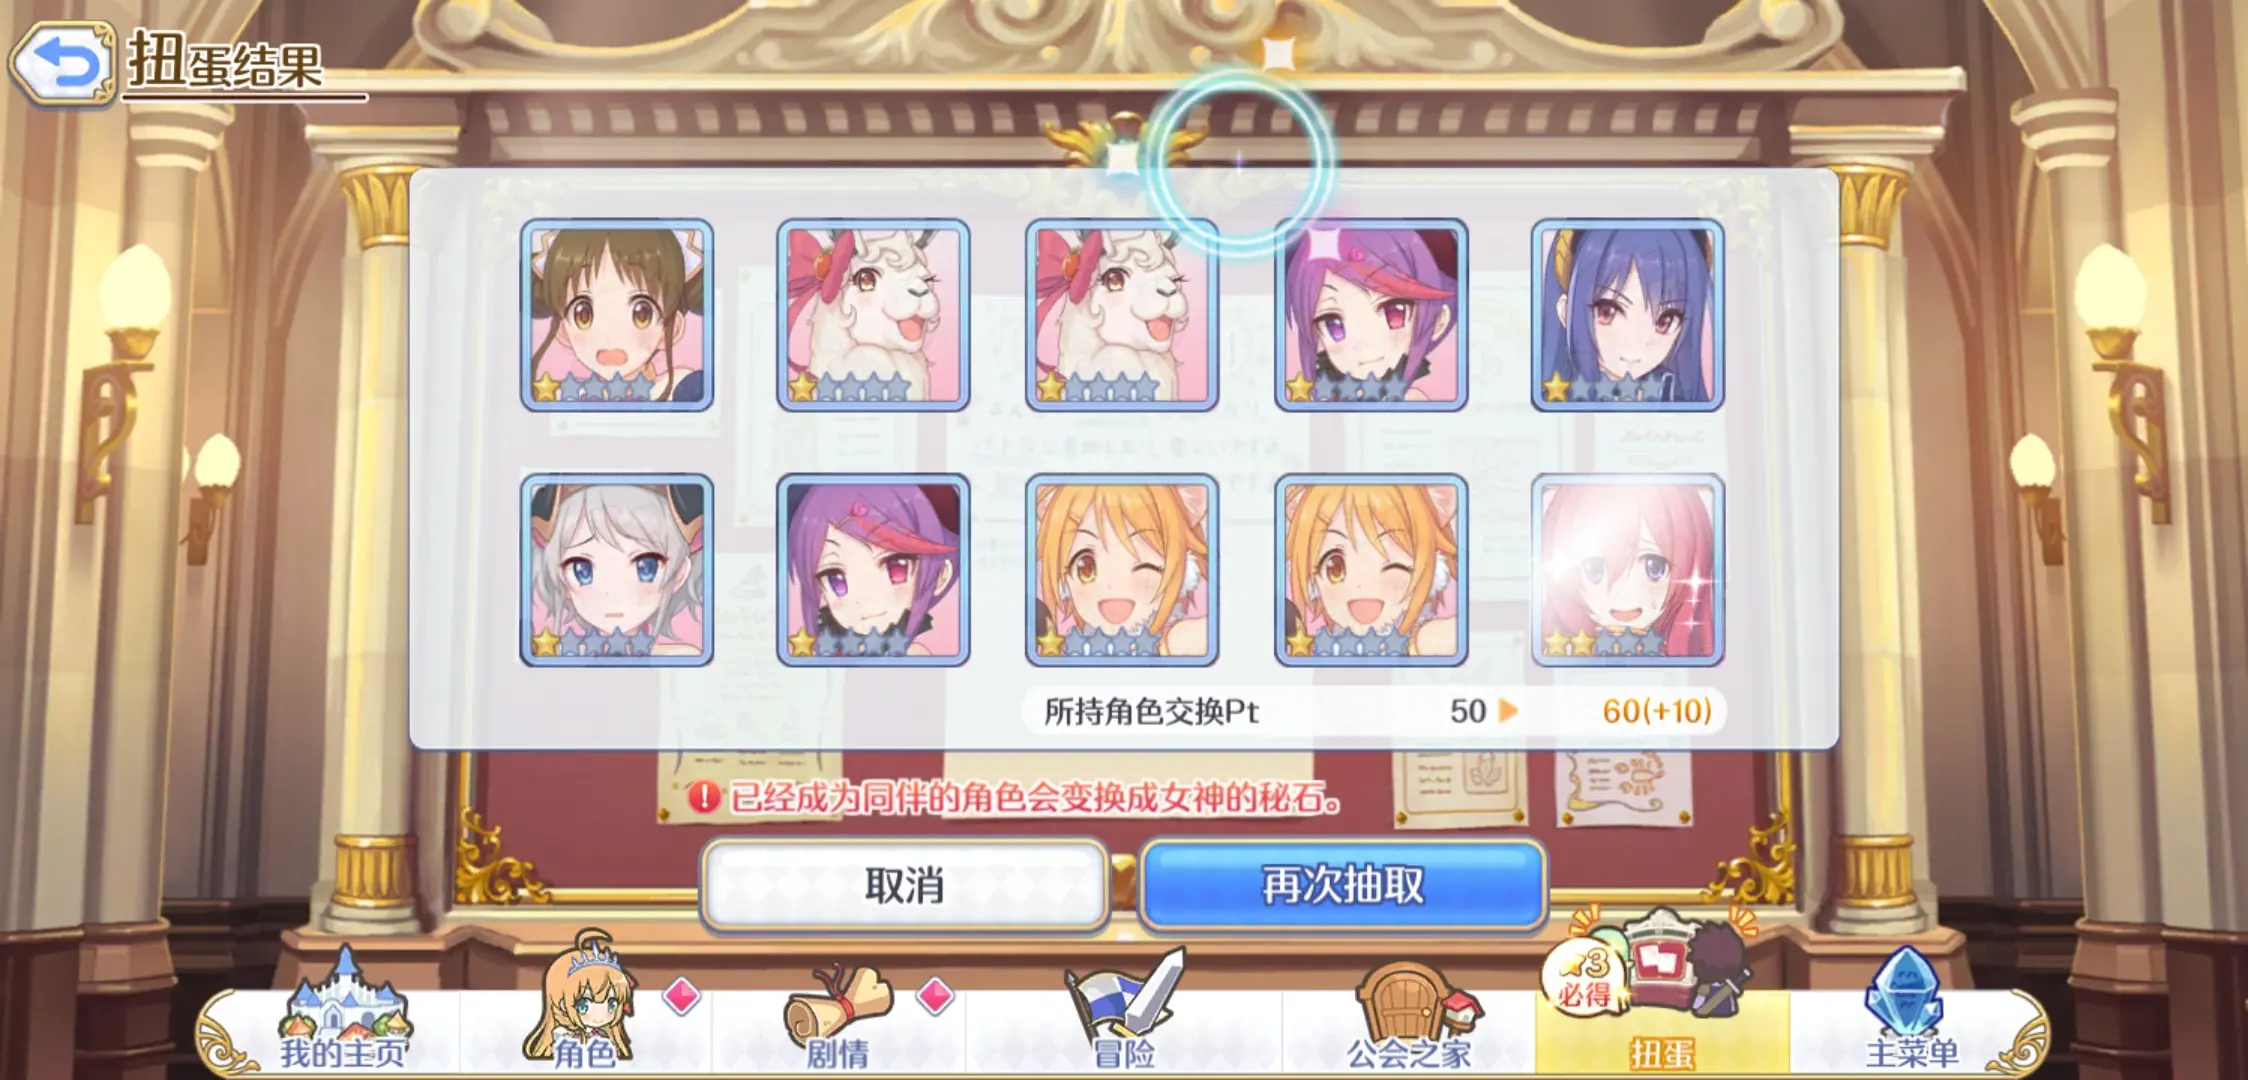 扭蛋结果
所持角色交换Pt 50 60(+10)
已经成为同伴的角色会变换成女神的秘石。
取消
再次抽取
3
必得
我的主页
角色
剧情
冒险
公会之家
扭蛋
主菜单